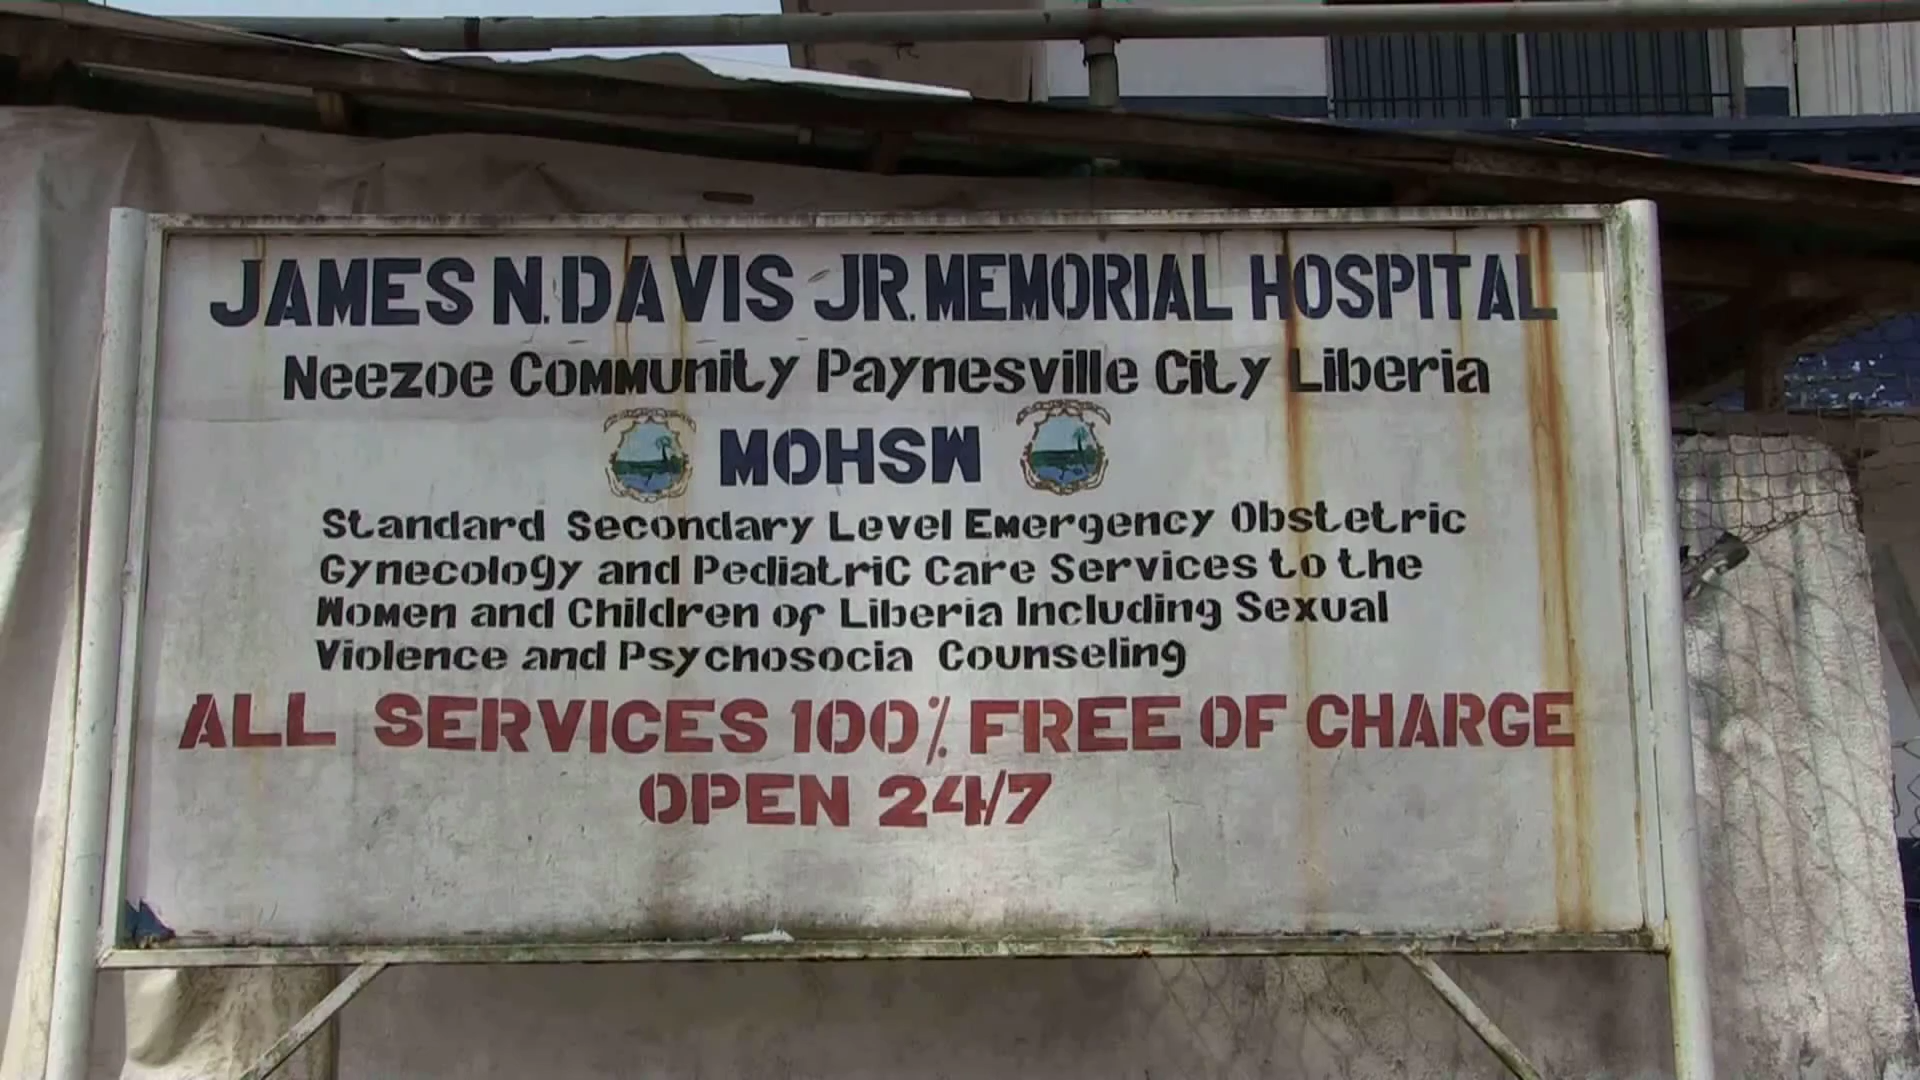 JAMES N. DAVIS JR. MEMORIAL HOSPITAL
Neezoe Community Paynesville City Liberia
MOHSW
Standard Secondary Level Emergency Obstetric
Gynecology and Pediatric Care Services to the
Women and Children of Liberia Including Sexual
Violence and Psychosocia Counseling
ALL SERVICES 100% FREE OF CHARGE
OPEN 24/7